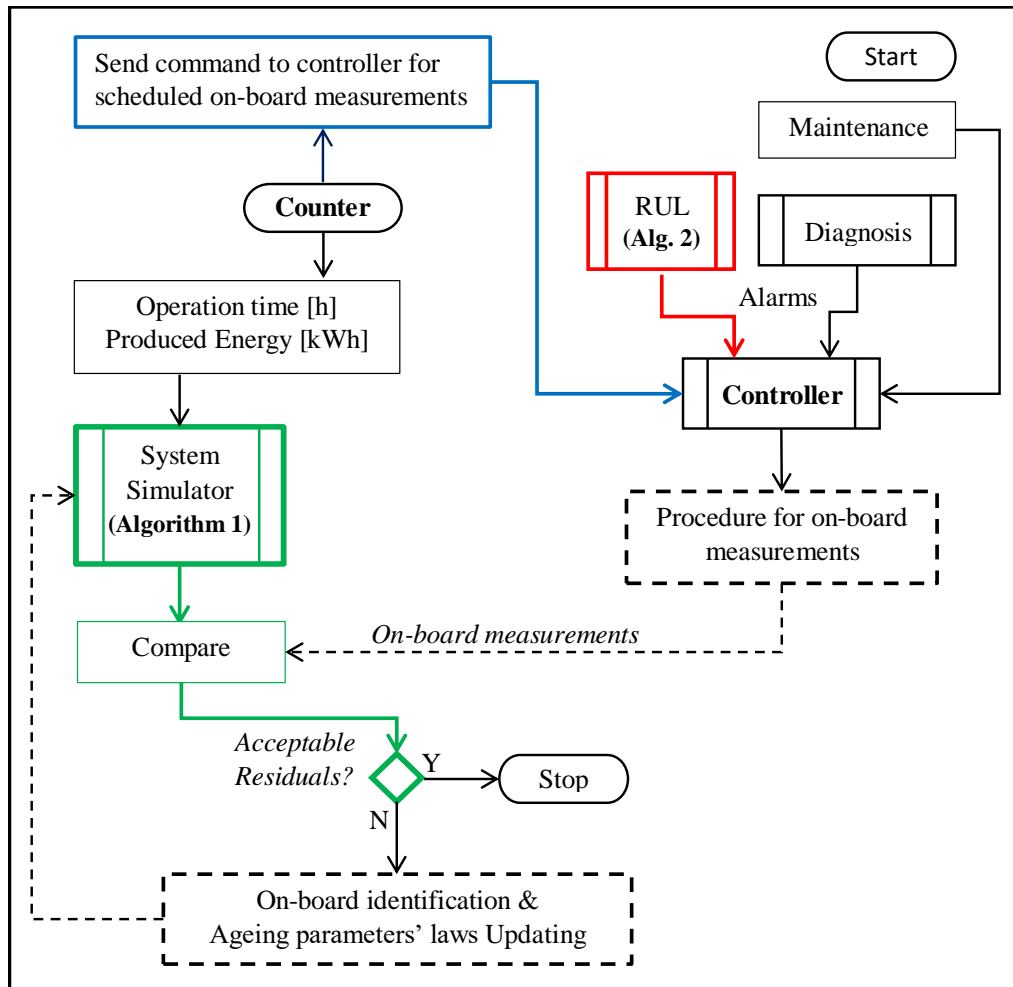 Send command to controller for
scheduled on-board measurements
Start
Maintenance
Counter
RUL
(Alg. 2)
Diagnosis
Alarms
Operation time [h]
Produced Energy [kWh]
Controller
System
Simulator
(Algorithm 1)
Procedure for on-board
measurements
Compare
On-board measurements
Acceptable
Residuals?
Y
Stop
N
On-board identification &
Ageing parameters’ laws Updating